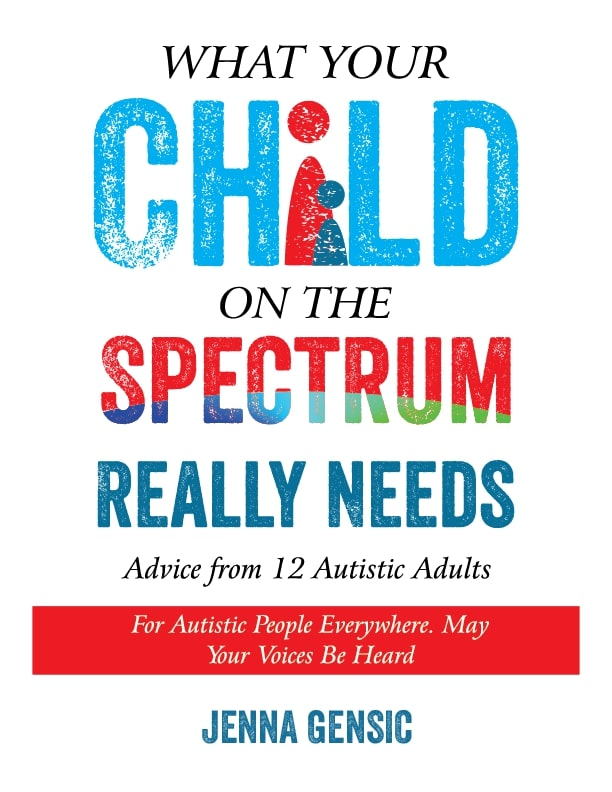 WHAT YOUR
CHiLD
ON THE
SPECTRUM
REALLY NEEDS
Advice from 12 Autistic Adults
For Autistic People Everywhere. May
Your Voices Be Heard
JENNA GENSIC